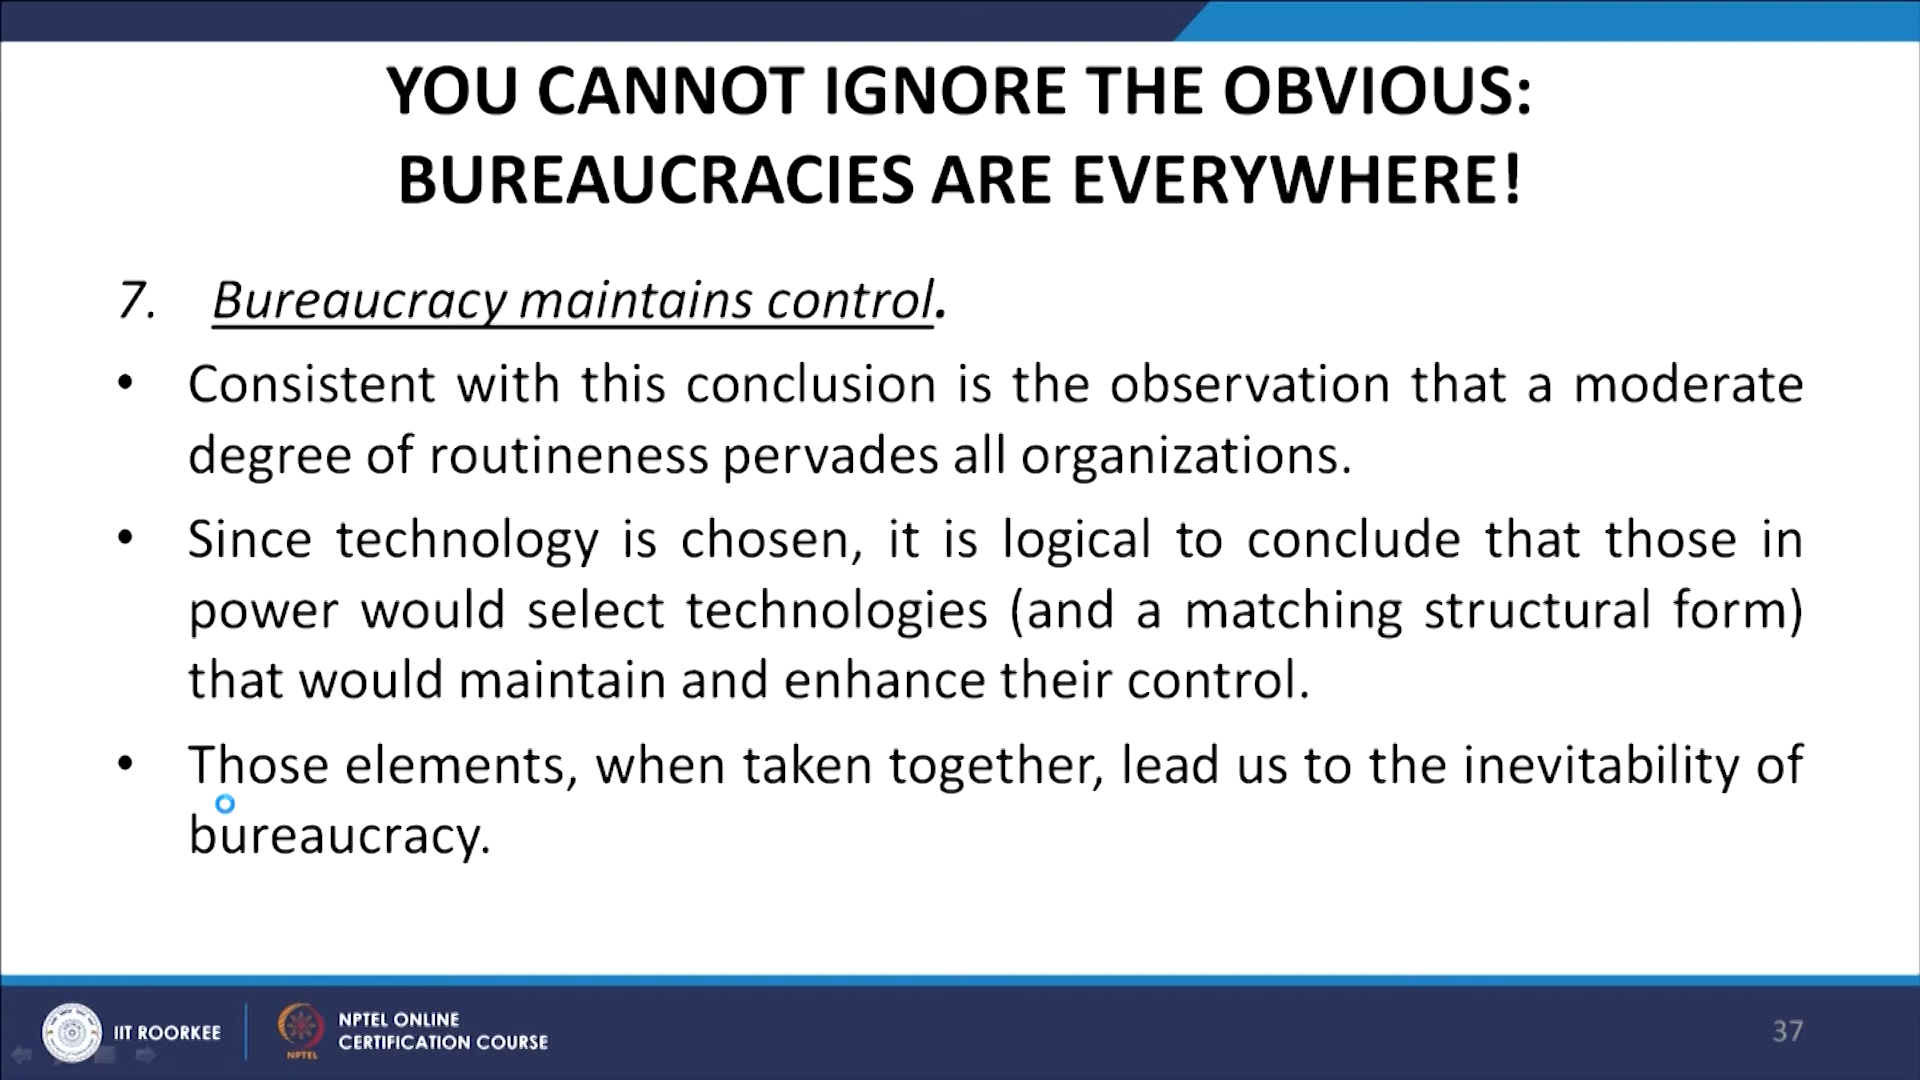 YOU CANNOT IGNORE THE OBVIOUS:
BUREAUCRACIES ARE EVERYWHERE!
7. Bureaucracy maintains control.
• Consistent with this conclusion is the observation that a moderate
degree of routineness pervades all organizations.
• Since technology is chosen, it is logical to conclude that those in
power would select technologies (and a matching structural form)
that would maintain and enhance their control.
• Those elements, when taken together, lead us to the inevitability of
bureaucracy.
IIT ROORKEE
NPTEL
NPTEL ONLINE
CERTIFICATION COURSE
37